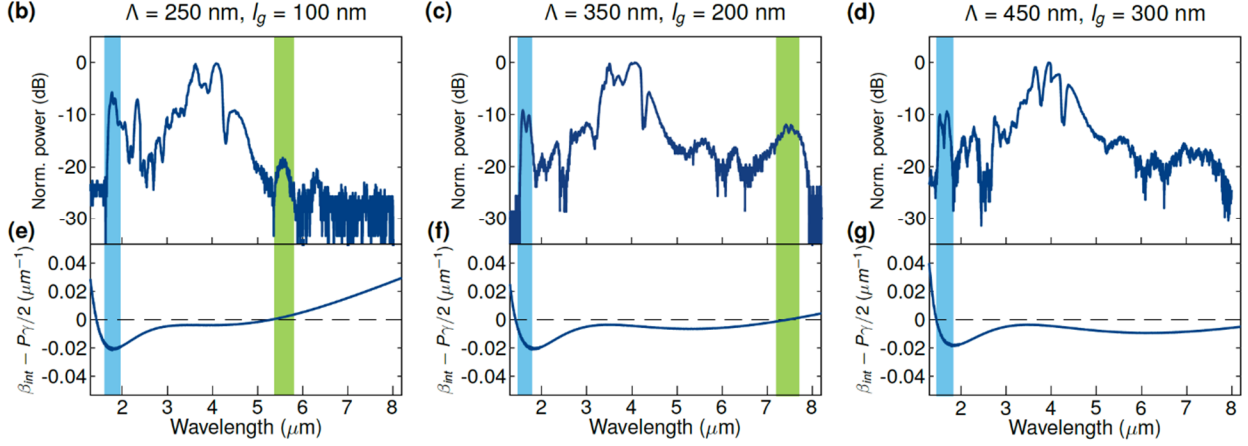 (b) Λ = 250 nm, l_g = 100 nm
(c) Λ = 350 nm, l_g = 200 nm
(d) Λ = 450 nm, l_g = 300 nm
Norm. power (dB)
0
-10
-20
-30
Norm. power (dB)
0
-10
-20
-30
Norm. power (dB)
0
-10
-20
-30
(e)
(f)
(g)
β_int − Pγ/2 (μm⁻¹)
0.04
0.02
0
-0.02
-0.04
β_int − Pγ/2 (μm⁻¹)
0.04
0.02
0
-0.02
-0.04
β_int − Pγ/2 (μm⁻¹)
0.04
0.02
0
-0.02
-0.04
2 3 4 5 6 7 8
2 3 4 5 6 7 8
2 3 4 5 6 7 8
Wavelength (μm)
Wavelength (μm)
Wavelength (μm)